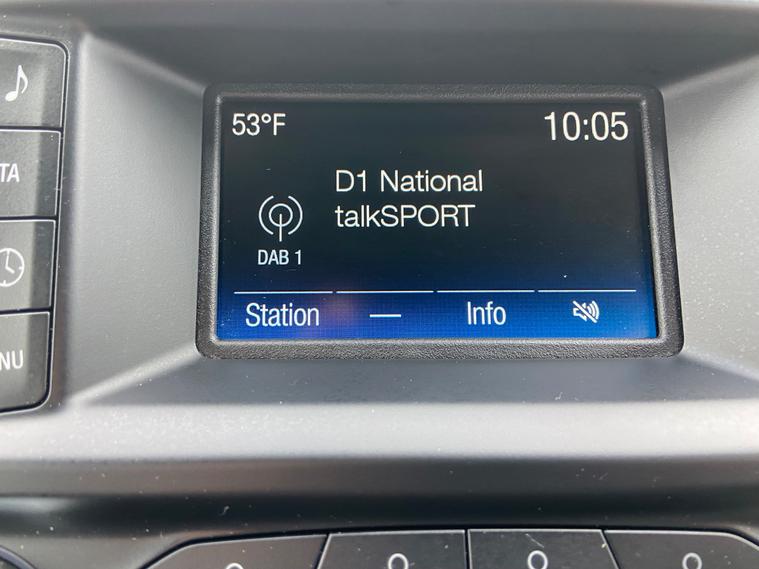 53°F
10:05
D1 National
talkSPORT
DAB 1
Station — Info
TA
NU